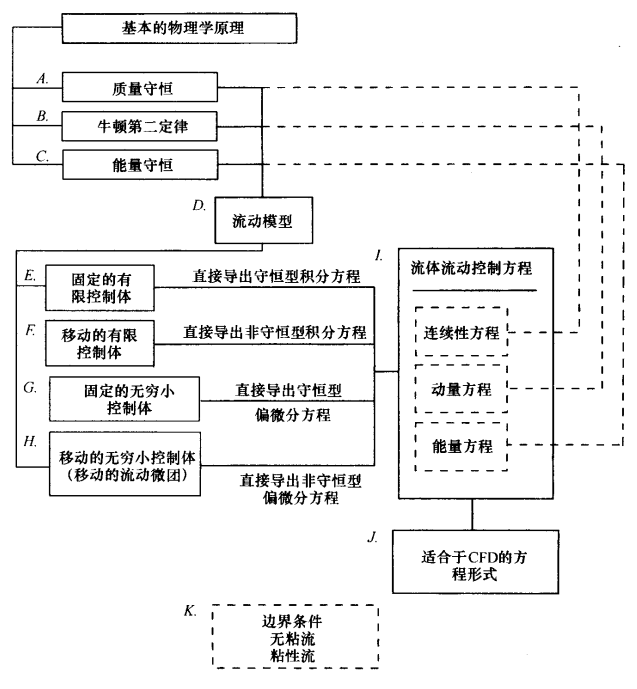 基本的物理学原理
A.
质量守恒
B.
牛顿第二定律
C.
能量守恒
D.
流动模型
E.
固定的有
限控制体
直接导出守恒型积分方程
F.
移动的有限
控制体
直接导出非守恒型积分方程
G.
固定的无穷小
控制体
直接导出守恒型
偏微分方程
H.
移动的无穷小控制体
(移动的流动微团)
直接导出非守恒型
偏微分方程
I.
流体流动控制方程
连续性方程
动量方程
能量方程
J.
适合于CFD的方
程形式
K.
边界条件
无粘流
粘性流